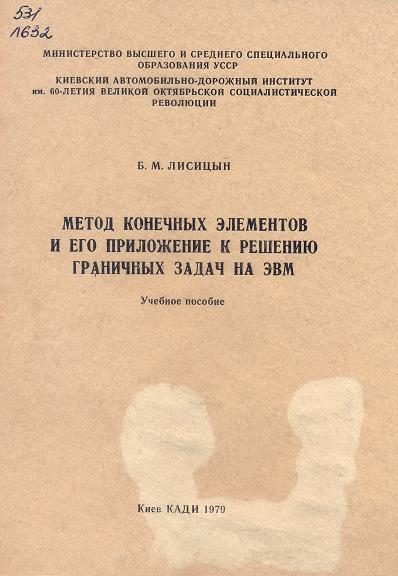 531
Л632
МИНИСТЕРСТВО ВЫСШЕГО И СРЕДНЕГО СПЕЦИАЛЬНОГО
ОБРАЗОВАНИЯ УССР
КИЕВСКИЙ АВТОМОБИЛЬНО-ДОРОЖНЫЙ ИНСТИТУТ
им. 60-ЛЕТИЯ ВЕЛИКОЙ ОКТЯБРЬСКОЙ СОЦИАЛИСТИЧЕСКОЙ
РЕВОЛЮЦИИ
Б. М. ЛИСИЦЫН
МЕТОД КОНЕЧНЫХ ЭЛЕМЕНТОВ
И ЕГО ПРИЛОЖЕНИЕ К РЕШЕНИЮ
ГРАНИЧНЫХ ЗАДАЧ НА ЭВМ
Учебное пособие
Киев КАДИ 1979